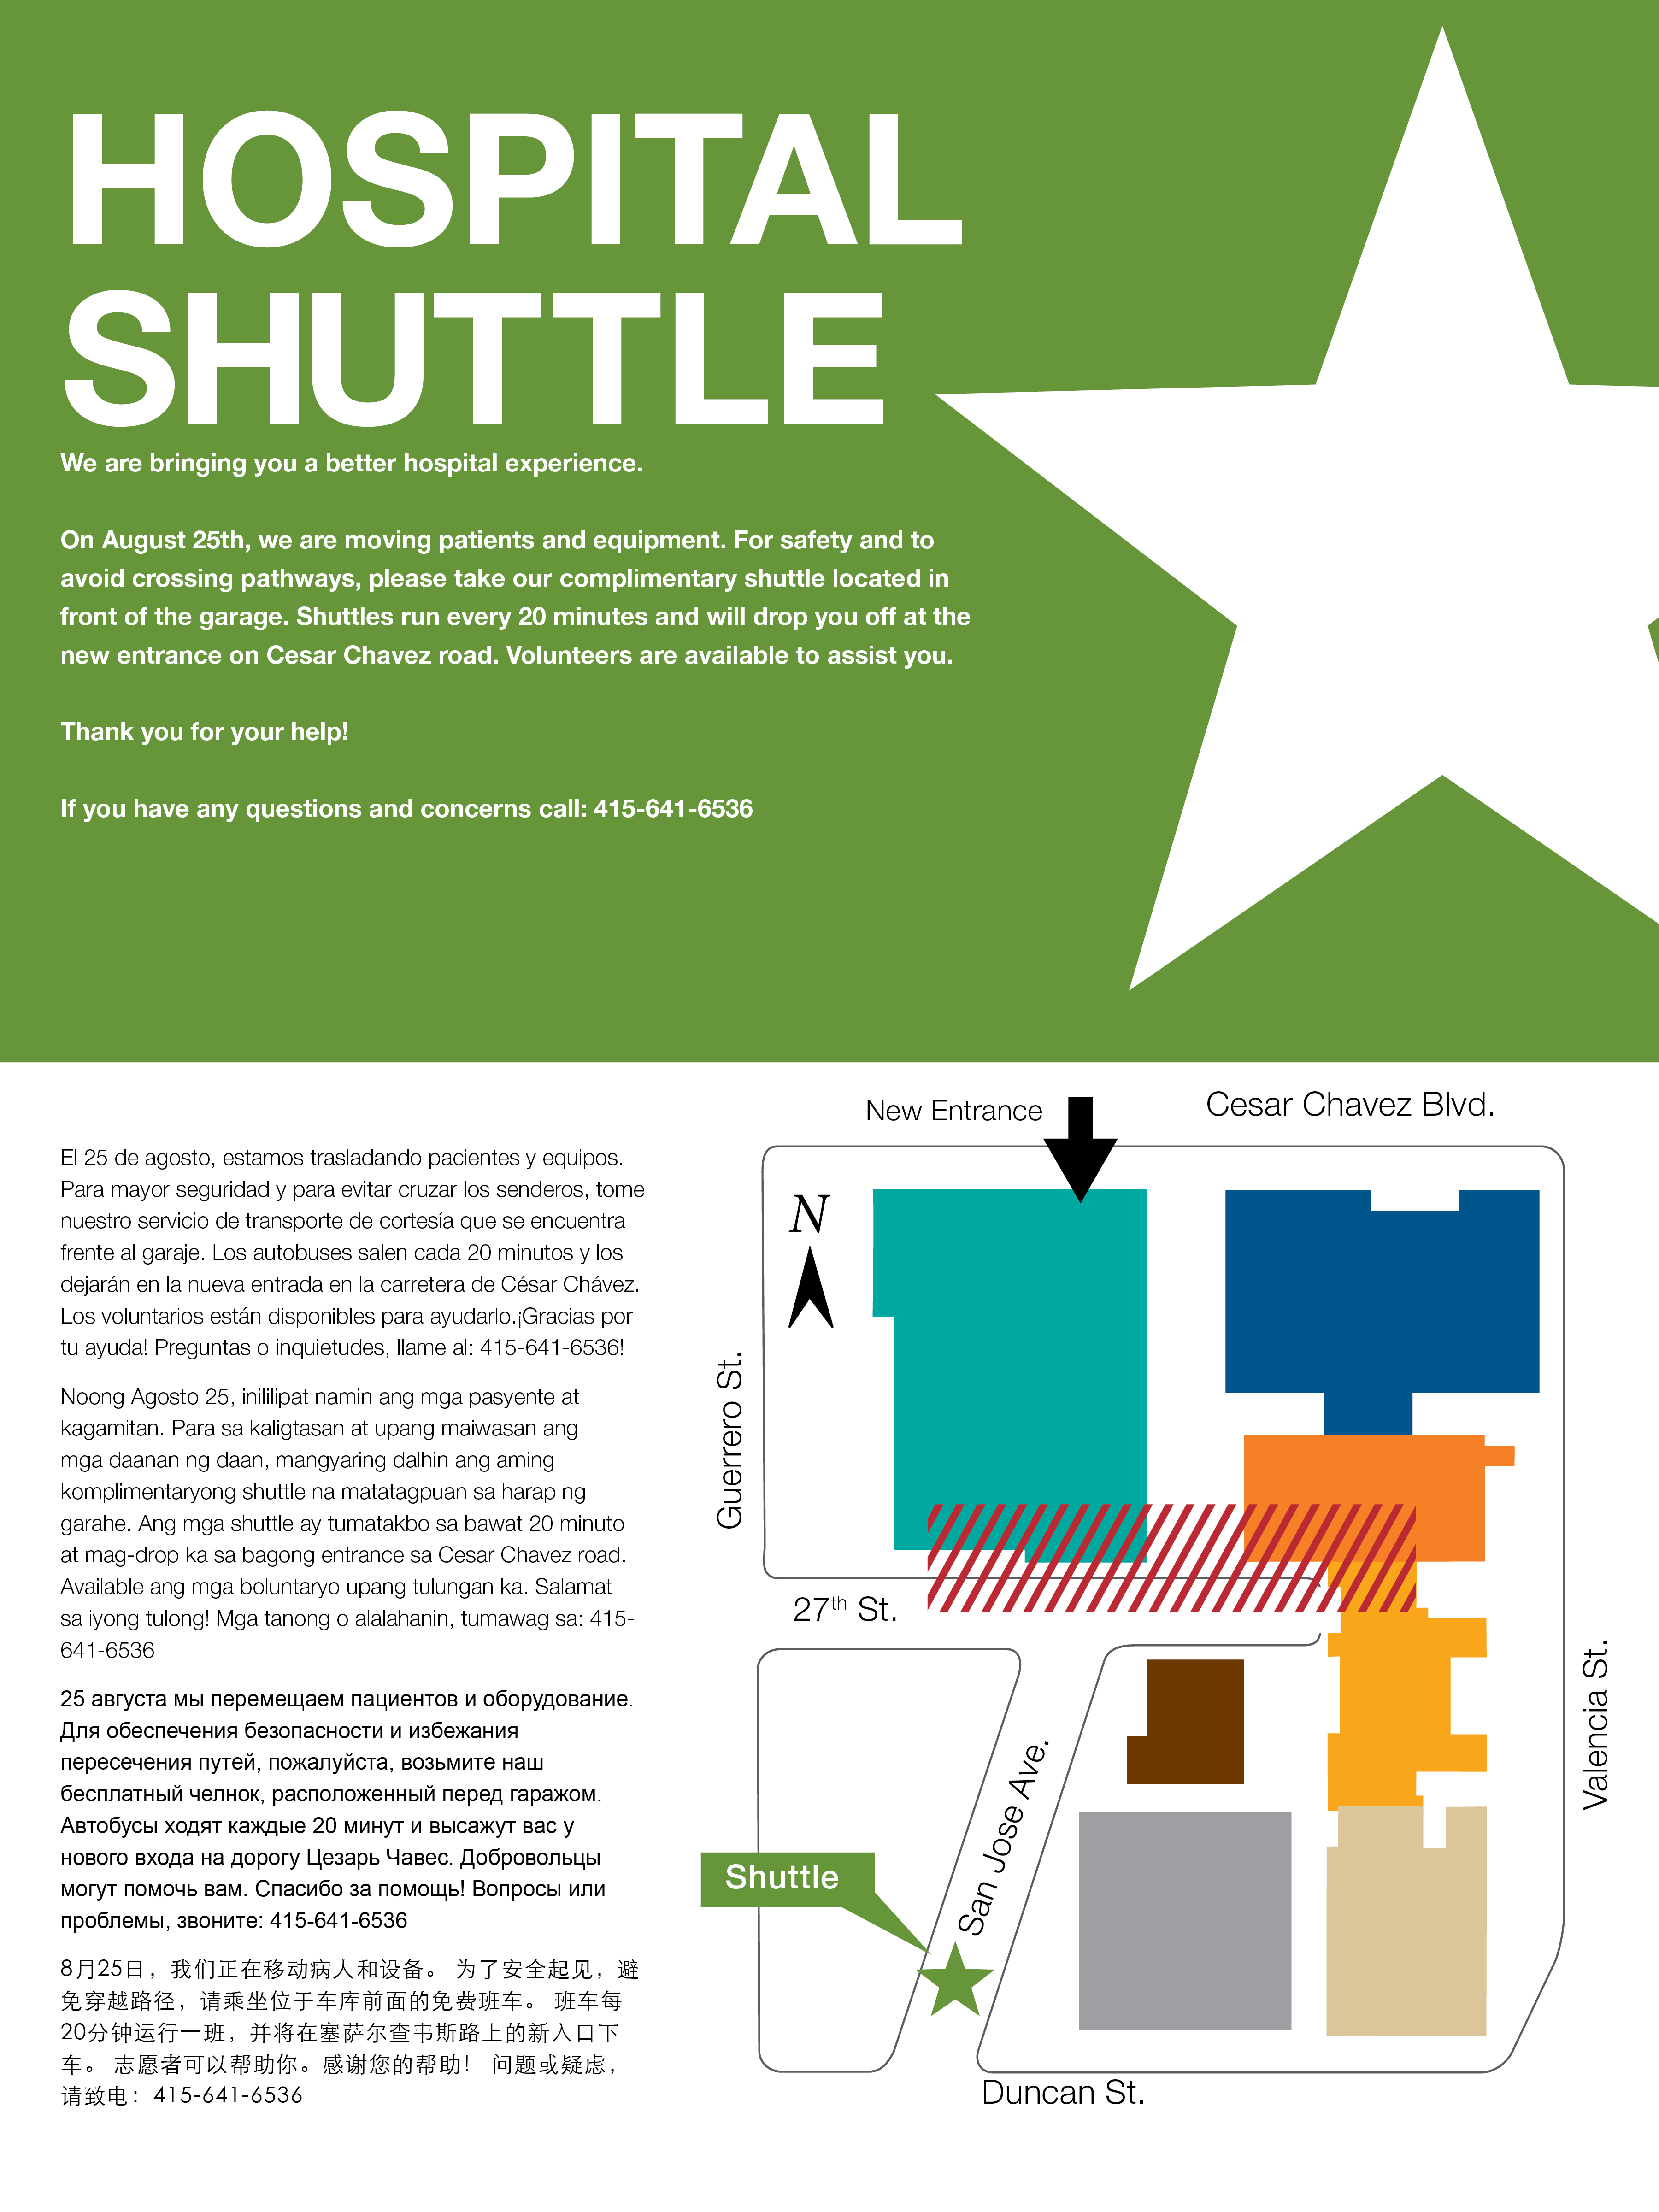 HOSPITAL
SHUTTLE
We are bringing you a better hospital experience.
On August 25th, we are moving patients and equipment. For safety and to
avoid crossing pathways, please take our complimentary shuttle located in
front of the garage. Shuttles run every 20 minutes and will drop you off at the
new entrance on Cesar Chavez road. Volunteers are available to assist you.
Thank you for your help!
If you have any questions and concerns call: 415-641-6536
El 25 de agosto, estamos trasladando pacientes y equipos.
Para mayor seguridad y para evitar cruzar los senderos, tome
nuestro servicio de transporte de cortesía que se encuentra
frente al garaje. Los autobuses salen cada 20 minutos y los
dejarán en la nueva entrada en la carretera de César Chávez.
Los voluntarios están disponibles para ayudarlo.¡Gracias por
tu ayuda! Preguntas o inquietudes, llame al: 415-641-6536!
Noong Agosto 25, inililipat namin ang mga pasyente at
kagamitan. Para sa kaligtasan at upang maiwasan ang
mga daanan ng daan, mangyaring dalhin ang aming
komplimentaryong shuttle na matatagpuan sa harap ng
garahe. Ang mga shuttle ay tumatakbo sa bawat 20 minuto
at mag-drop ka sa bagong entrance sa Cesar Chavez road.
Available ang mga boluntaryo upang tulungan ka. Salamat
sa iyong tulong! Mga tanong o alalahanin, tumawag sa: 415-
641-6536
25 августа мы перемещаем пациентов и оборудование.
Для обеспечения безопасности и избежания
пересечения путей, пожалуйста, возьмите наш
бесплатный челнок, расположенный перед гаражом.
Автобусы ходят каждые 20 минут и высажут вас у
нового входа на дорогу Цезарь Чавес. Добровольцы
могут помочь вам. Спасибо за помощь! Вопросы или
проблемы, звоните: 415-641-6536
8月25日，我们正在移动病人和设备。 为了安全起见，避
免穿越路径，请乘坐位于车库前面的免费班车。 班车每
20分钟运行一班，并将在塞萨尔查韦斯路上的新入口下
车。 志愿者可以帮助你。感谢您的帮助！ 问题或疑虑，
请致电：415-641-6536
New Entrance
Cesar Chavez Blvd.
N
Guerrero St.
27th St.
Valencia St.
San Jose Ave.
Shuttle
Duncan St.